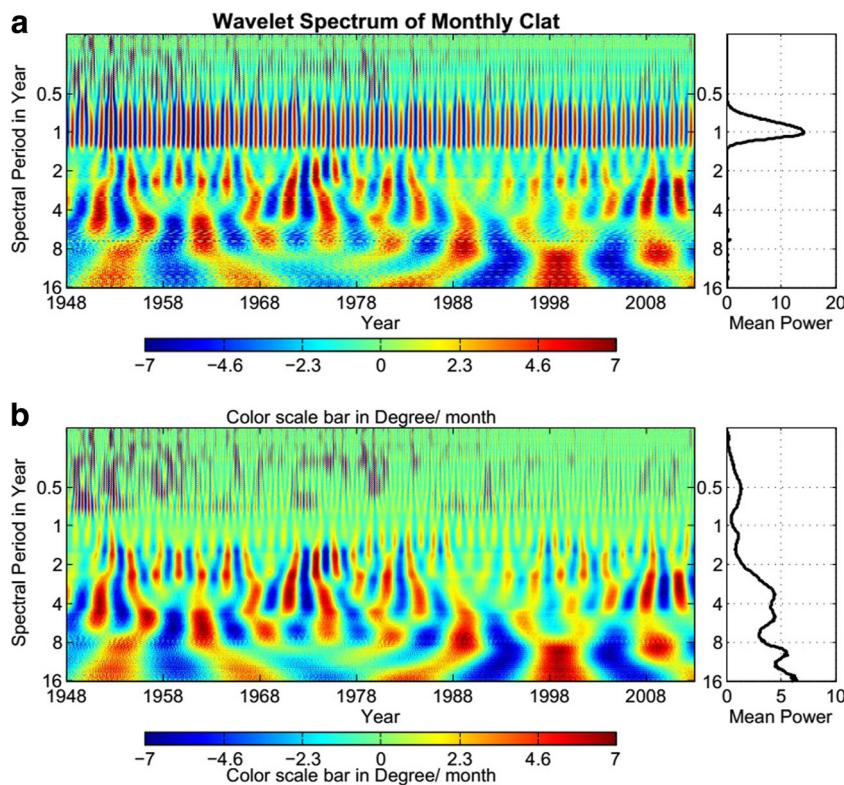 a
Wavelet Spectrum of Monthly Clat
Spectral Period in Year
0.5
1
2
4
8
16
1948 1958 1968 1978 1988 1998 2008
Year
0 10 20
Mean Power
−7 −4.6 −2.3 0 2.3 4.6 7
b
Color scale bar in Degree/ month
Spectral Period in Year
0.5
1
2
4
8
16
1948 1958 1968 1978 1988 1998 2008
Year
0.5
1
2
4
8
16
0 5 10
Mean Power
−7 −4.6 −2.3 0 2.3 4.6 7
Color scale bar in Degree/ month
0.5
1
2
4
8
16